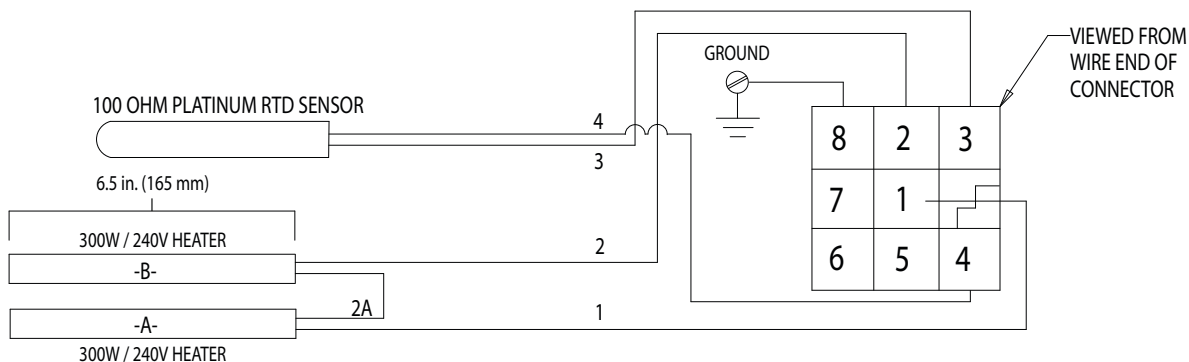 GROUND
VIEWED FROM
WIRE END OF
CONNECTOR
100 OHM PLATINUM RTD SENSOR
4
3
8 2 3
7 1
6 5 4
6.5 in. (165 mm)
300W / 240V HEATER
-B-
2
2A
-A-
1
300W / 240V HEATER